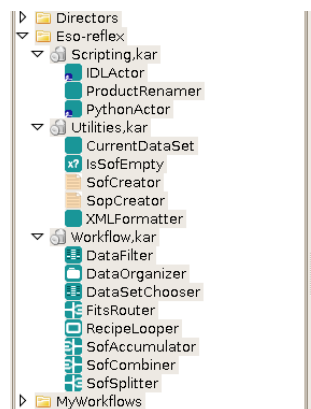 Directors
Eso-reflex
Scripting,kar
IDLActor
ProductRenamer
PythonActor
Utilities,kar
CurrentDataSet
x? IsSofEmpty
SofCreator
SopCreator
XMLFormatter
Workflow,kar
DataFilter
DataOrganizer
DataSetChooser
FitsRouter
RecipeLooper
SofAccumulator
SofCombiner
SofSplitter
MyWorkflows